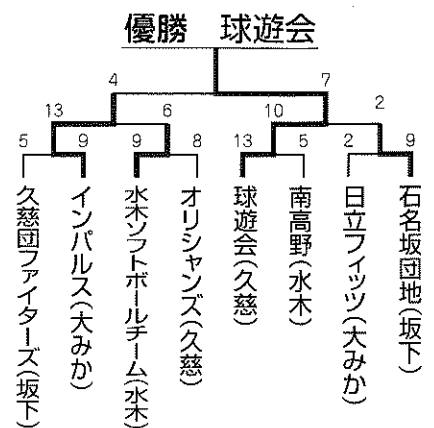 優勝 球遊会
4 7
13 6 10 2
5 9 9 8 13 5 2 9
久慈団ファイターズ(坂下)
インパルス(大みか)
水木ソフトボールチーム(水木)
オリシャンズ(久慈)
球遊会(久慈)
南高野(水木)
日立フィッツ(大みか)
石名坂団地(坂下)